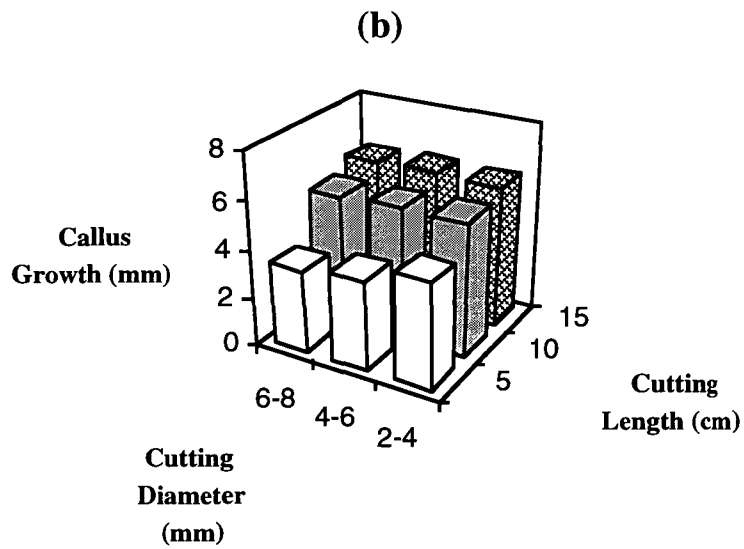 (b)
8
6
4
2
0
Callus
Growth (mm)
6-8
4-6
2-4
5
10
15
Cutting
Length (cm)
Cutting
Diameter
(mm)